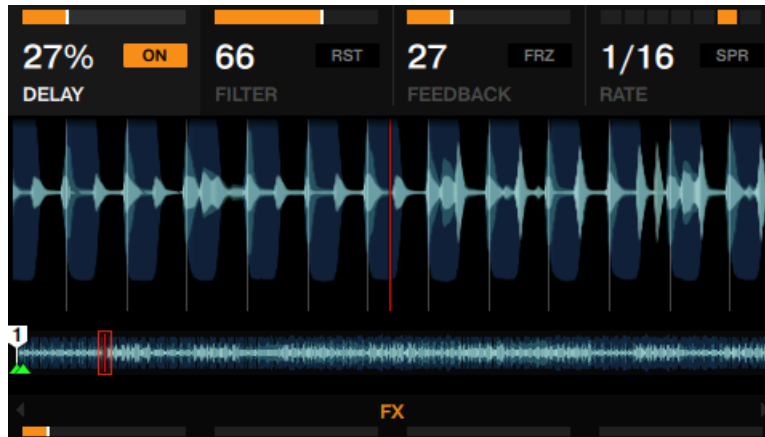 27% ON 66 RST 27 FRZ 1/16 SPR
DELAY FILTER FEEDBACK RATE
1
FX